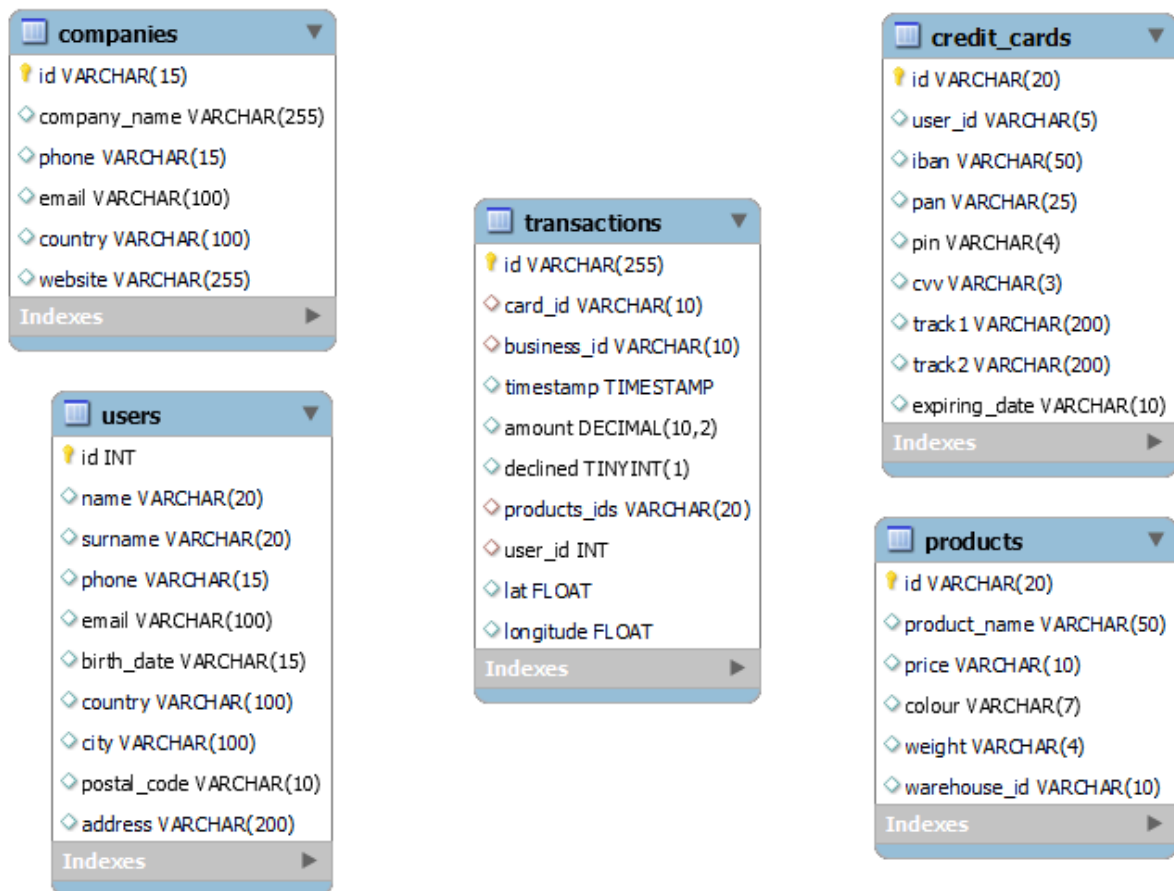 companies
id VARCHAR(15)
company_name VARCHAR(255)
phone VARCHAR(15)
email VARCHAR(100)
country VARCHAR(100)
website VARCHAR(255)
Indexes
users
id INT
name VARCHAR(20)
surname VARCHAR(20)
phone VARCHAR(15)
email VARCHAR(100)
birth_date VARCHAR(15)
country VARCHAR(100)
city VARCHAR(100)
postal_code VARCHAR(10)
address VARCHAR(200)
Indexes
transactions
id VARCHAR(255)
card_id VARCHAR(10)
business_id VARCHAR(10)
timestamp TIMESTAMP
amount DECIMAL(10,2)
declined TINYINT(1)
products_ids VARCHAR(20)
user_id INT
lat FLOAT
longitude FLOAT
Indexes
credit_cards
id VARCHAR(20)
user_id VARCHAR(5)
iban VARCHAR(50)
pan VARCHAR(25)
pin VARCHAR(4)
cvv VARCHAR(3)
track1 VARCHAR(200)
track2 VARCHAR(200)
expiring_date VARCHAR(10)
Indexes
products
id VARCHAR(20)
product_name VARCHAR(50)
price VARCHAR(10)
colour VARCHAR(7)
weight VARCHAR(4)
warehouse_id VARCHAR(10)
Indexes